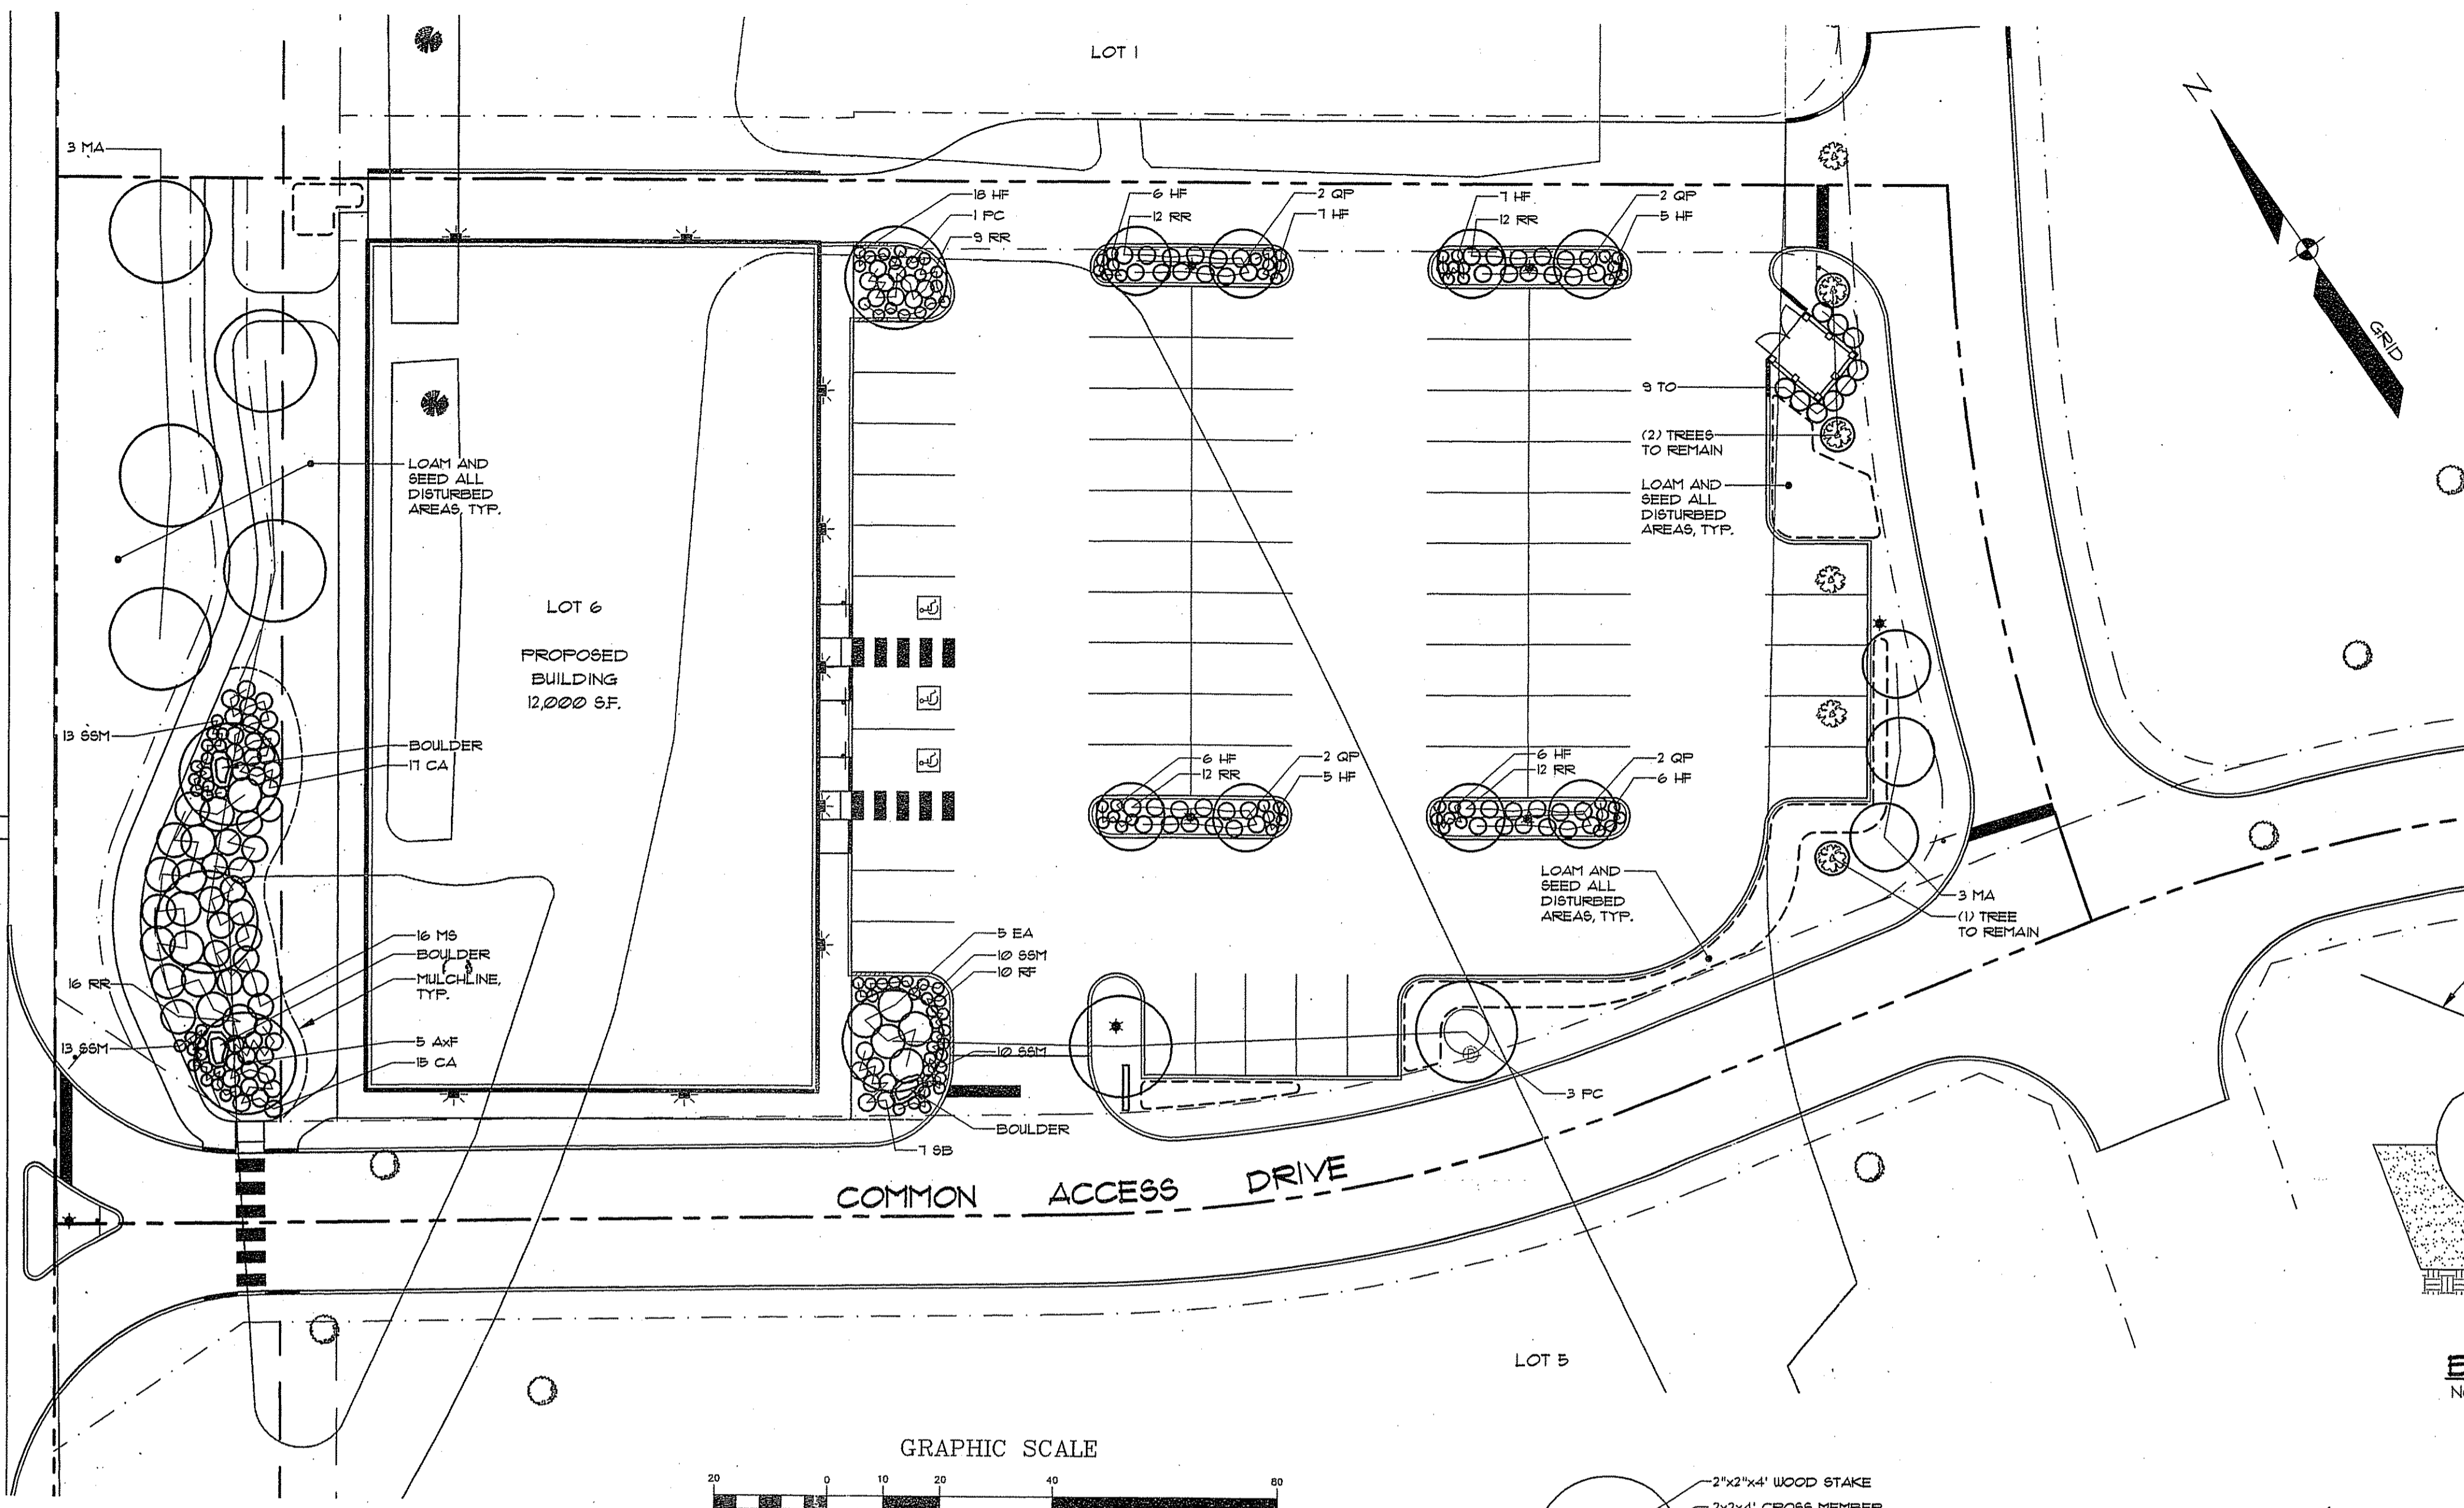 LOT 1
N
GRID
3 MA
18 HF
1 PC
9 RR
6 HF
12 RR
2 QP
7 HF
7 HF
12 RR
2 QP
5 HF
9 TO
(2) TREES
TO REMAIN
LOAM AND
SEED ALL
DISTURBED
AREAS, TYP.
LOAM AND
SEED ALL
DISTURBED
AREAS, TYP.
LOT 6
PROPOSED
BUILDING
12,000 S.F.
13 SSM
BOULDER
17 CA
6 HF
12 RR
2 QP
5 HF
6 HF
12 RR
2 QP
6 HF
LOAM AND
SEED ALL
DISTURBED
AREAS, TYP.
3 MA
(1) TREE
TO REMAIN
16 MS
BOULDER
MULCHLINE,
TYP.
16 RR
5 EA
10 SSM
10 RF
13 SSM
5 AxF
15 CA
10 SSM
3 PC
BOULDER
7 SB
COMMON ACCESS DRIVE
LOT 5
GRAPHIC SCALE
20 0 10 20 40 80
2"x2"x4' WOOD STAKE
2x2x4' CROSS MEMBER